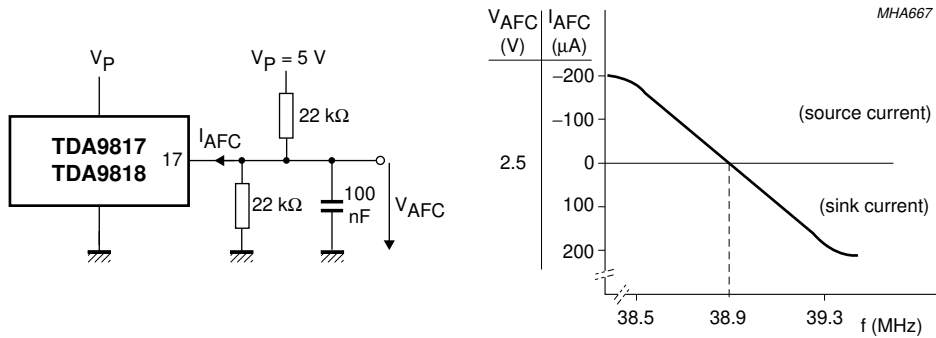 V_P
TDA9817
TDA9818
17
I_AFC
V_P = 5 V
22 kΩ
22 kΩ
100
nF
V_AFC
V_AFC
(V)
I_AFC
(μA)
MHA667
−200
−100
2.5
0
100
200
(source current)
(sink current)
38.5
38.9
39.3
f (MHz)